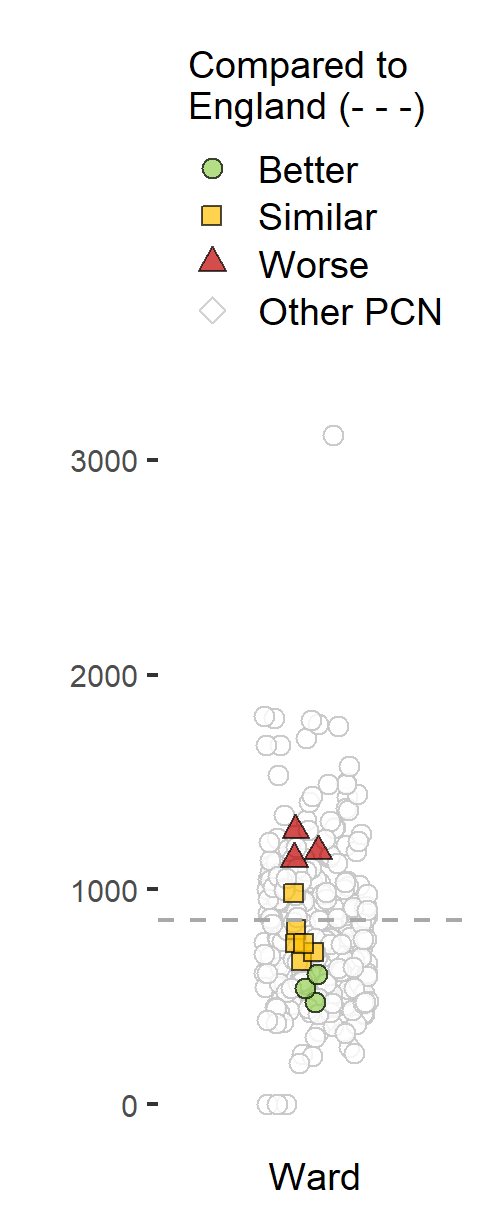 Compared to
England (- - -)
Better
Similar
Worse
Other PCN
3000
2000
1000
0
Ward